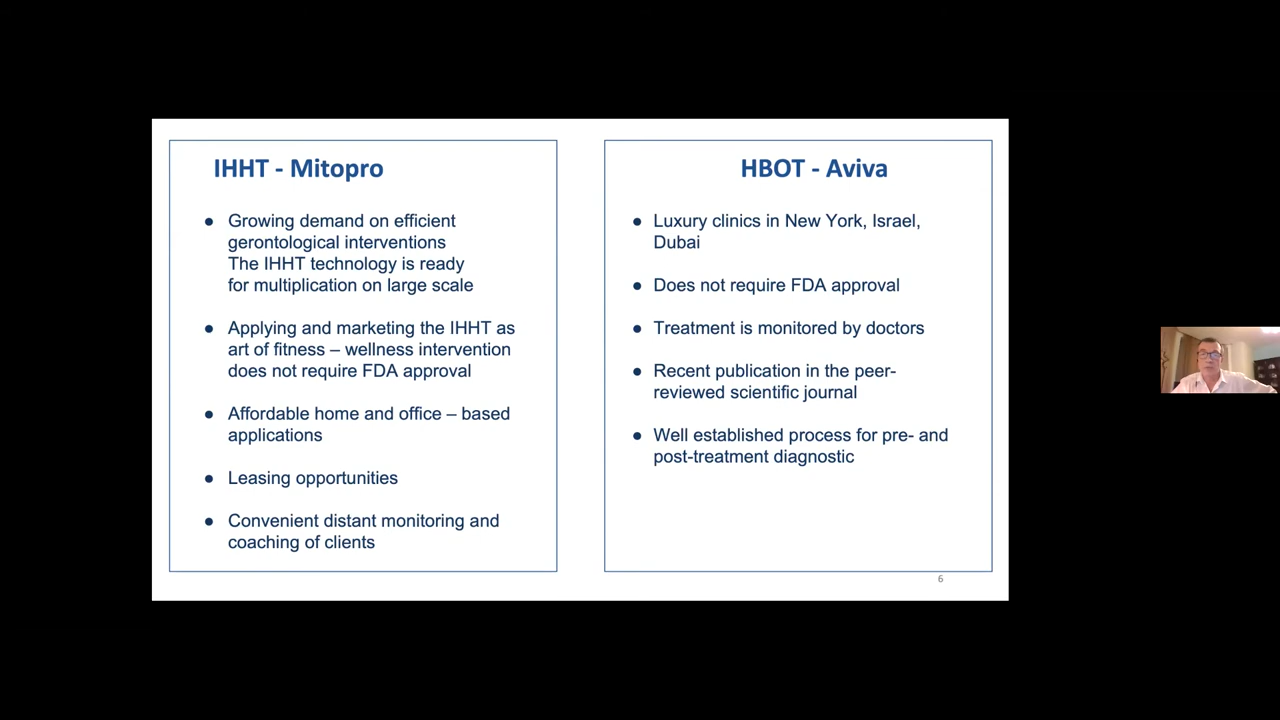 IHHT - Mitopro
● Growing demand on efficient
gerontological interventions
The IHHT technology is ready
for multiplication on large scale
● Applying and marketing the IHHT as
art of fitness – wellness intervention
does not require FDA approval
● Affordable home and office – based
applications
● Leasing opportunities
● Convenient distant monitoring and
coaching of clients
HBOT - Aviva
● Luxury clinics in New York, Israel,
Dubai
● Does not require FDA approval
● Treatment is monitored by doctors
● Recent publication in the peer-
reviewed scientific journal
● Well established process for pre- and
post-treatment diagnostic
6